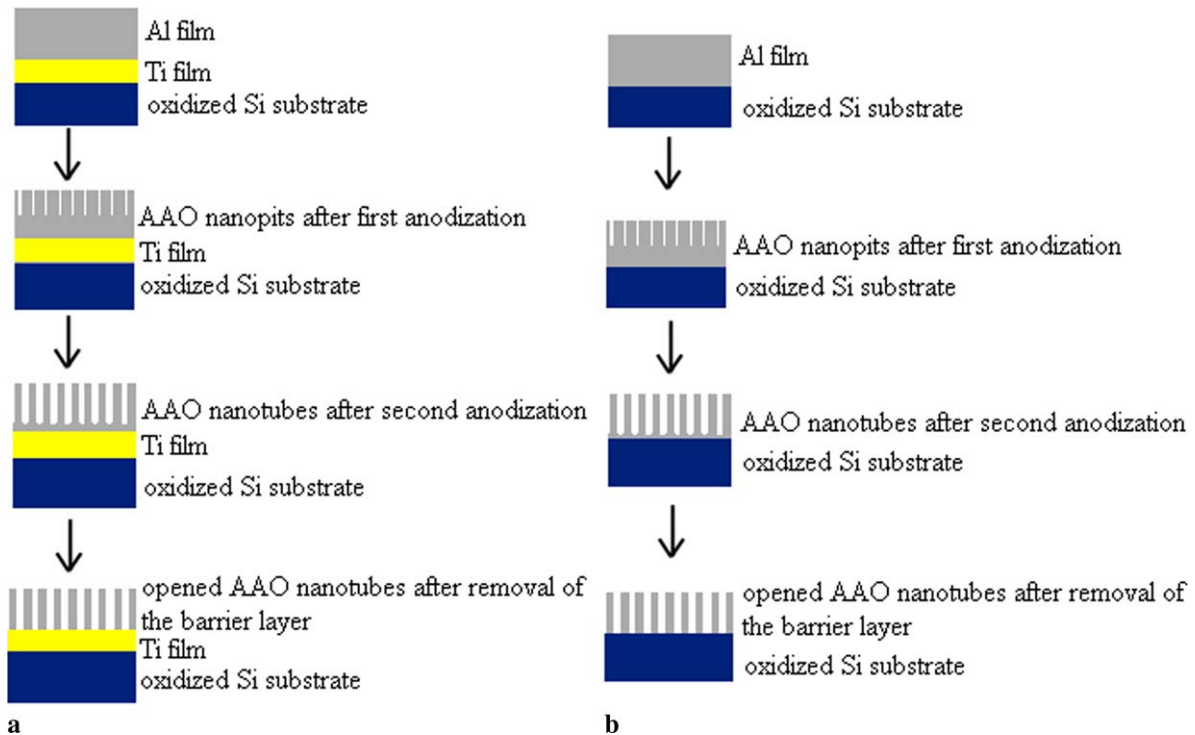 Al film
Ti film
oxidized Si substrate
AAO nanopits after first anodization
Ti film
oxidized Si substrate
AAO nanotubes after second anodization
Ti film
oxidized Si substrate
opened AAO nanotubes after removal of
the barrier layer
Ti film
oxidized Si substrate
a
Al film
oxidized Si substrate
AAO nanopits after first anodization
oxidized Si substrate
AAO nanotubes after second anodization
oxidized Si substrate
opened AAO nanotubes after removal of
the barrier layer
oxidized Si substrate
b